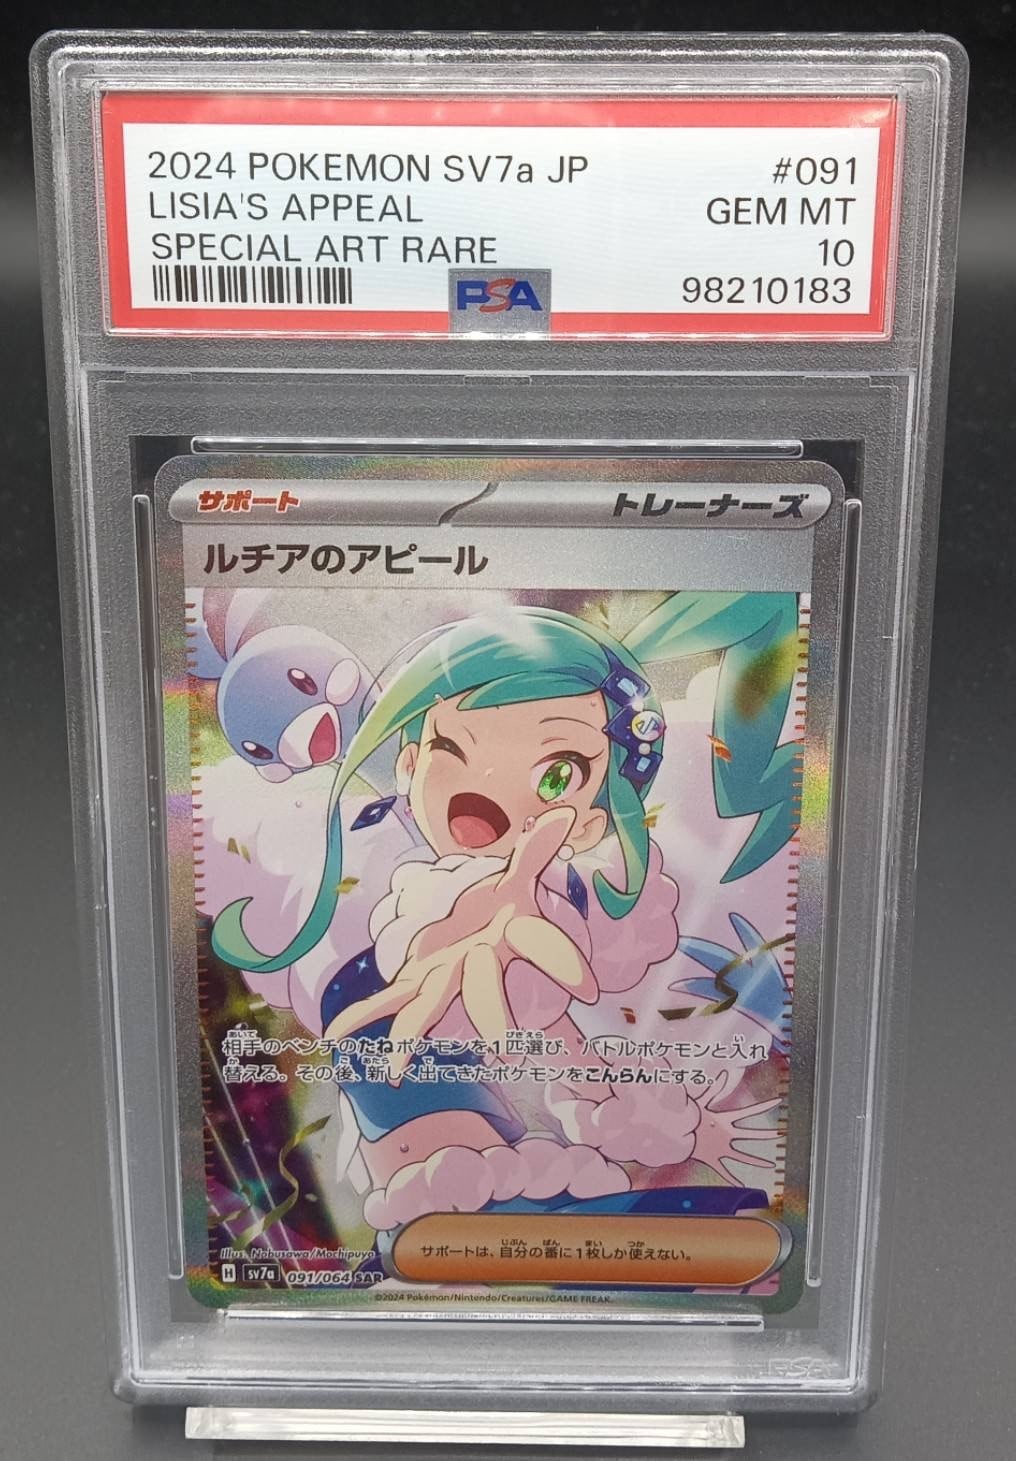 2024 POKEMON SV7a JP #091
LISIA'S APPEAL GEM MT
SPECIAL ART RARE 10
PSA 98210183
サポート トレーナーズ
ルチアのアピール
相手のベンチのたねポケモンを1匹選び、バトルポケモンと入れ
替える。その後、新しく出てきたポケモンをこんらんにする。
サポートは、自分の番に1枚しか使えない。
Illus. Nobusawa/Mochipuyo
H sv7a 091/064 SAR
©2024 Pokémon/Nintendo/Creatures/GAME FREAK.
PSA